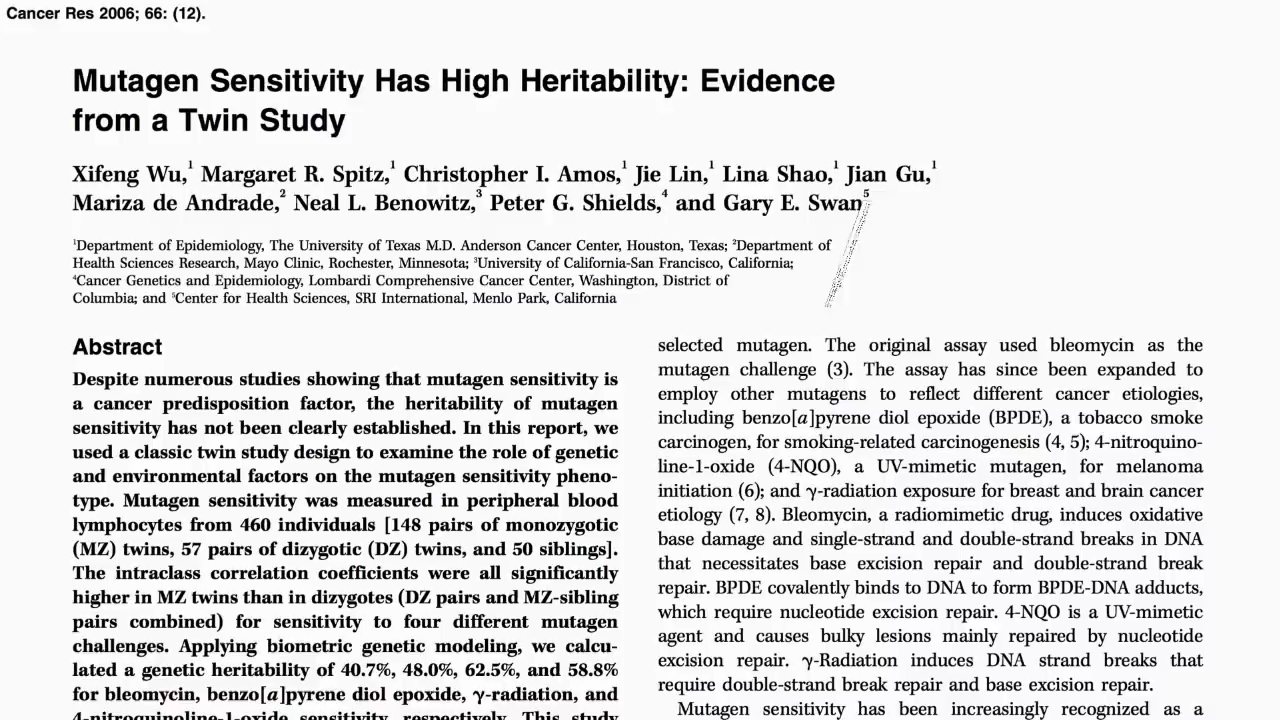 Cancer Res 2006; 66: (12).
Mutagen Sensitivity Has High Heritability: Evidence
from a Twin Study
Xifeng Wu,¹ Margaret R. Spitz,¹ Christopher I. Amos,¹ Jie Lin,¹ Lina Shao,¹ Jian Gu,¹
Mariza de Andrade,² Neal L. Benowitz,³ Peter G. Shields,⁴ and Gary E. Swan⁵
¹Department of Epidemiology, The University of Texas M.D. Anderson Cancer Center, Houston, Texas; ²Department of
Health Sciences Research, Mayo Clinic, Rochester, Minnesota; ³University of California-San Francisco, California;
⁴Cancer Genetics and Epidemiology, Lombardi Comprehensive Cancer Center, Washington, District of
Columbia; and ⁵Center for Health Sciences, SRI International, Menlo Park, California
Abstract
Despite numerous studies showing that mutagen sensitivity is
a cancer predisposition factor, the heritability of mutagen
sensitivity has not been clearly established. In this report, we
used a classic twin study design to examine the role of genetic
and environmental factors on the mutagen sensitivity pheno-
type. Mutagen sensitivity was measured in peripheral blood
lymphocytes from 460 individuals [148 pairs of monozygotic
(MZ) twins, 57 pairs of dizygotic (DZ) twins, and 50 siblings].
The intraclass correlation coefficients were all significantly
higher in MZ twins than in dizygotes (DZ pairs and MZ-sibling
pairs combined) for sensitivity to four different mutagen
challenges. Applying biometric genetic modeling, we calcu-
lated a genetic heritability of 40.7%, 48.0%, 62.5%, and 58.8%
for bleomycin, benzo[a]pyrene diol epoxide, γ-radiation, and
4-nitroquinoline-1-oxide sensitivity, respectively. This study
selected mutagen. The original assay used bleomycin as the
mutagen challenge (3). The assay has since been expanded to
employ other mutagens to reflect different cancer etiologies,
including benzo[a]pyrene diol epoxide (BPDE), a tobacco smoke
carcinogen, for smoking-related carcinogenesis (4, 5); 4-nitroquino-
line-1-oxide (4-NQO), a UV-mimetic mutagen, for melanoma
initiation (6); and γ-radiation exposure for breast and brain cancer
etiology (7, 8). Bleomycin, a radiomimetic drug, induces oxidative
base damage and single-strand and double-strand breaks in DNA
that necessitates base excision repair and double-strand break
repair. BPDE covalently binds to DNA to form BPDE-DNA adducts,
which require nucleotide excision repair. 4-NQO is a UV-mimetic
agent and causes bulky lesions mainly repaired by nucleotide
excision repair. γ-Radiation induces DNA strand breaks that
require double-strand break repair and base excision repair.
Mutagen sensitivity has been increasingly recognized as a